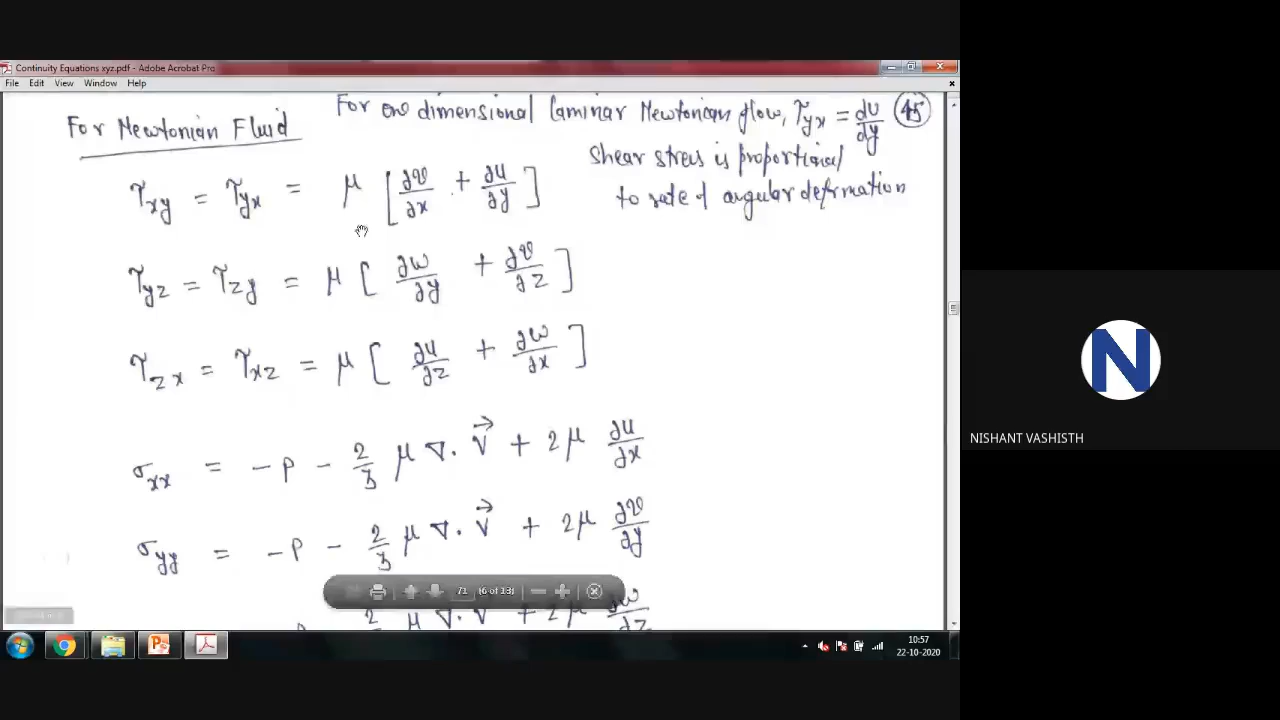 Continuity Equations xyz.pdf - Adobe Acrobat Pro
File Edit View Window Help
For one dimensional laminar Newtonian flow, τyx = du/dy (45)
For Newtonian Fluid
shear stress is proportional
to rate of angular deformation
τxy = τyx = μ [∂v/∂x + ∂u/∂y]
τyz = τzy = μ [∂w/∂y + ∂v/∂z]
τzx = τxz = μ [∂u/∂z + ∂w/∂x]
σxx = -p - 2/3 μ ∇.V⃗ + 2μ ∂u/∂x
σyy = -p - 2/3 μ ∇.V⃗ + 2μ ∂v/∂y
71 (6 of 13)
μ ∇.V⃗ + 2μ ∂w/∂z
10:57
22-10-2020
N
NISHANT VASHISTH